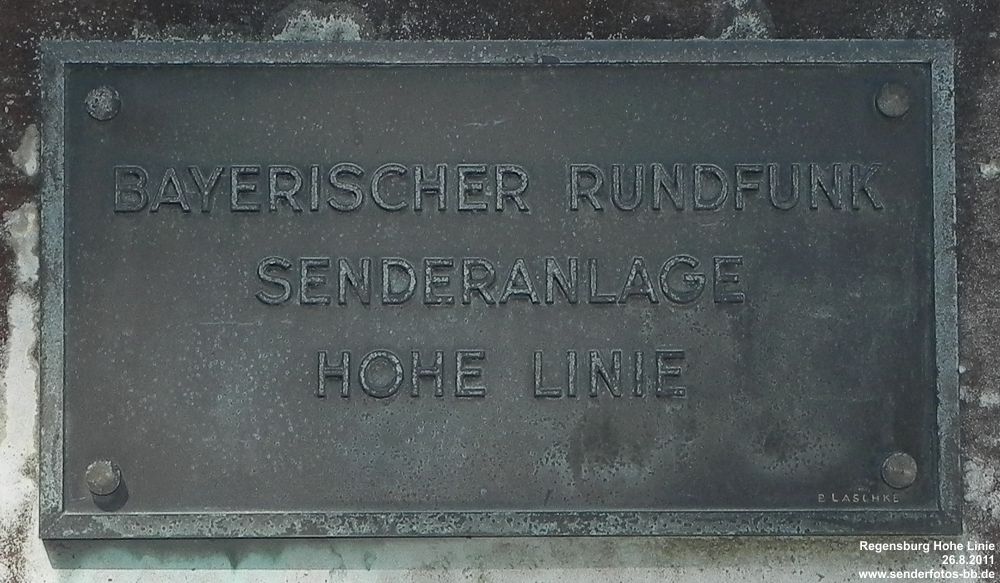 BAYERISCHER RUNDFUNK
SENDERANLAGE
HOHE LINIE
P. LASCHKE
Regensburg Hohe Linie
26.8.2011
www.senderfotos-bb.de